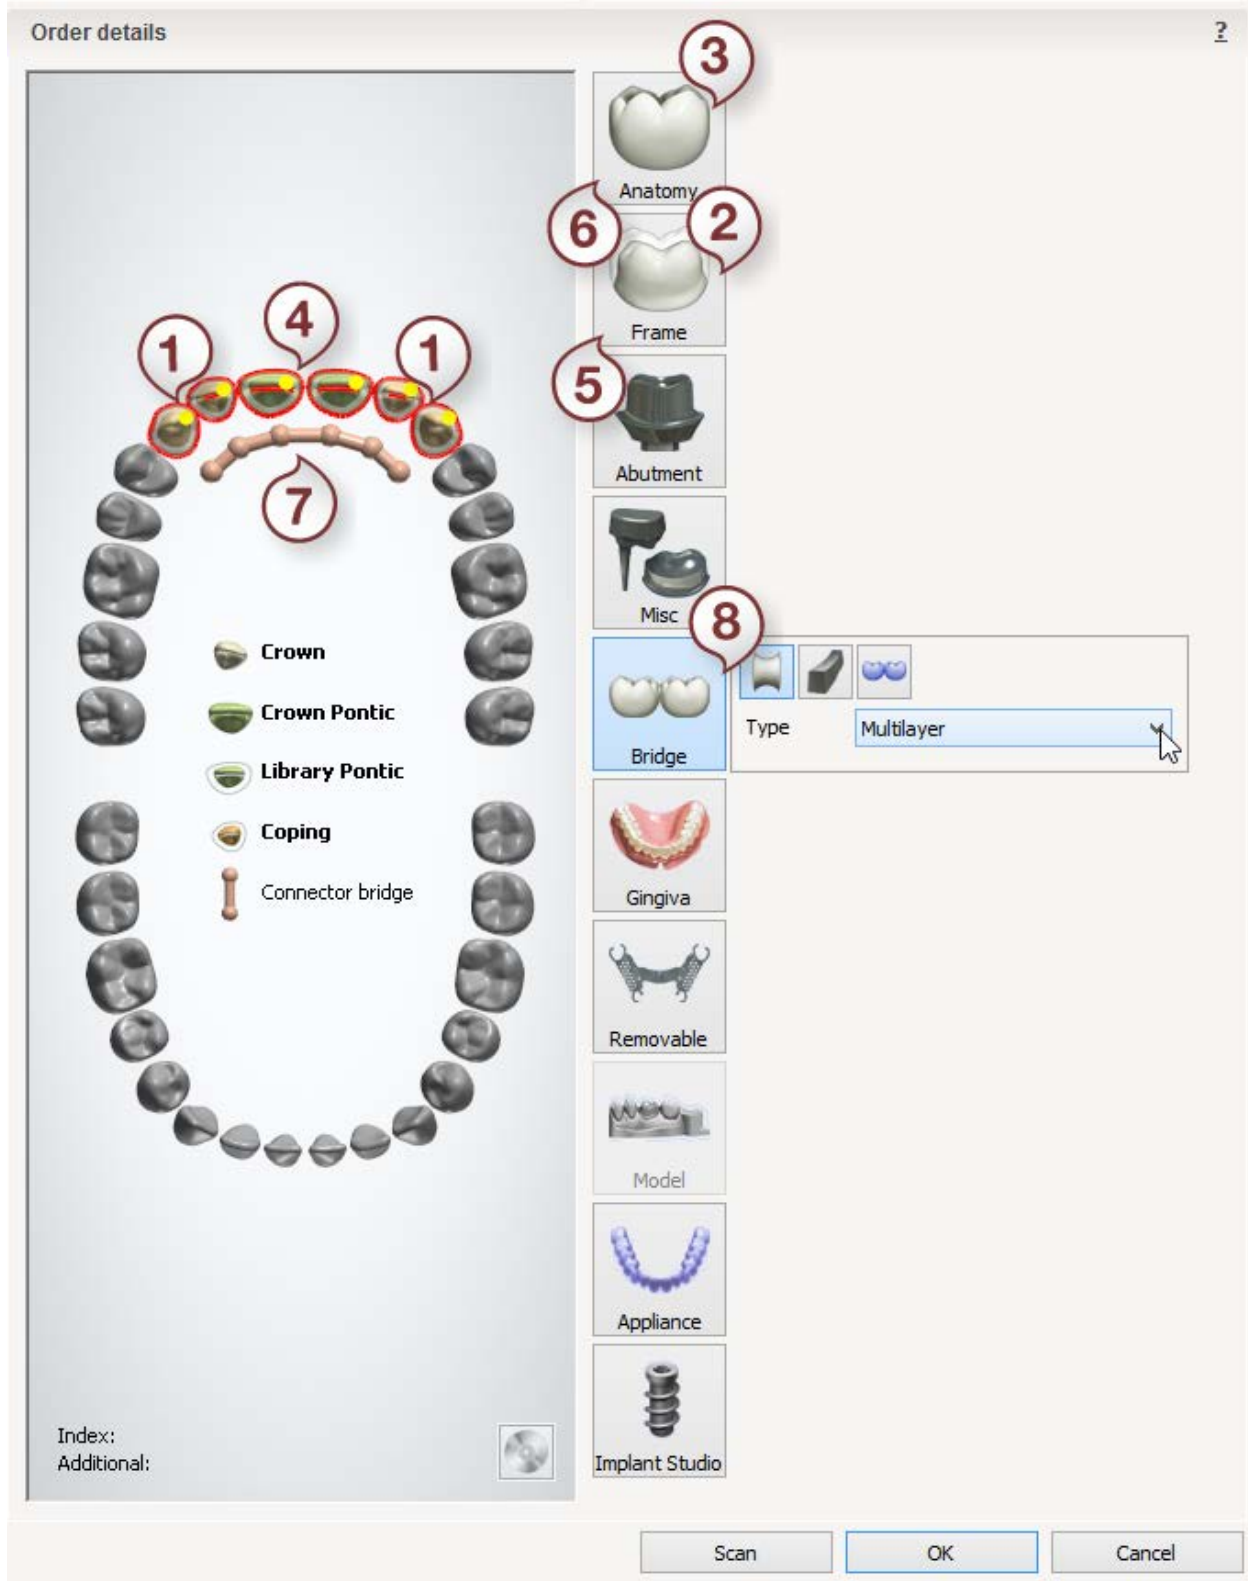 Order details
?
3
Anatomy
6
2
Frame
4
1
1
5
Abutment
7
Misc
8
Crown
Crown Pontic
Type
Multilayer
Bridge
Library Pontic
Coping
Connector bridge
Gingiva
Removable
Model
Appliance
Index:
Additional:
Implant Studio
Scan
OK
Cancel